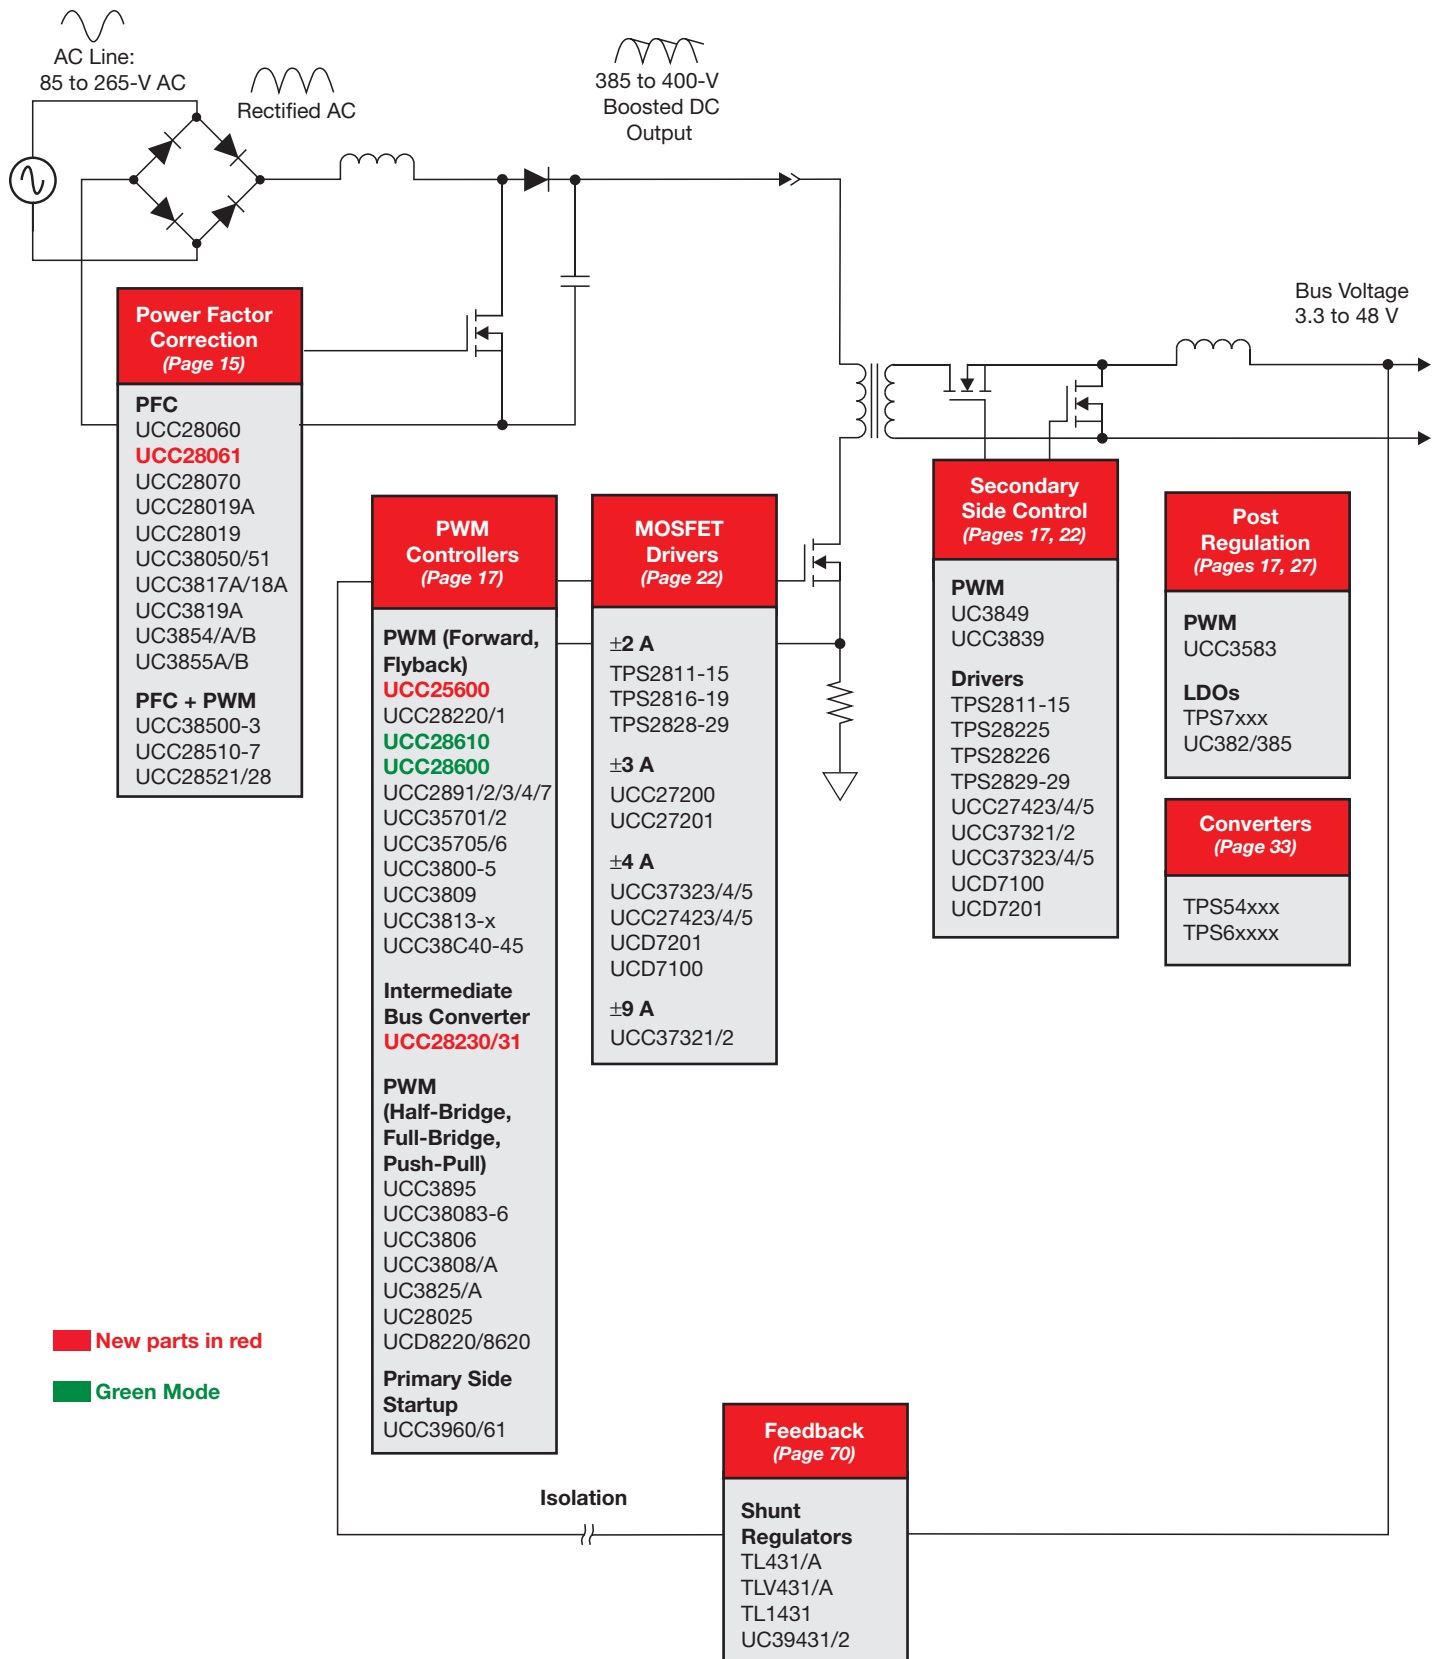 AC Line:
85 to 265-V AC
Rectified AC
385 to 400-V
Boosted DC
Output
Bus Voltage
3.3 to 48 V
Power Factor
Correction
(Page 15)
PFC
UCC28060
UCC28061
UCC28070
UCC28019A
UCC28019
UCC38050/51
UCC3817A/18A
UCC3819A
UC3854/A/B
UC3855A/B
PFC + PWM
UCC38500-3
UCC28510-7
UCC28521/28
PWM
Controllers
(Page 17)
PWM (Forward,
Flyback)
UCC25600
UCC28220/1
UCC28610
UCC28600
UCC2891/2/3/4/7
UCC35701/2
UCC35705/6
UCC3800-5
UCC3809
UCC3813-x
UCC38C40-45
Intermediate
Bus Converter
UCC28230/31
PWM
(Half-Bridge,
Full-Bridge,
Push-Pull)
UCC3895
UCC38083-6
UCC3806
UCC3808/A
UC3825/A
UC28025
UCD8220/8620
Primary Side
Startup
UCC3960/61
MOSFET
Drivers
(Page 22)
±2 A
TPS2811-15
TPS2816-19
TPS2828-29
±3 A
UCC27200
UCC27201
±4 A
UCC37323/4/5
UCC27423/4/5
UCD7201
UCD7100
±9 A
UCC37321/2
Secondary
Side Control
(Pages 17, 22)
PWM
UC3849
UCC3839
Drivers
TPS2811-15
TPS28225
TPS28226
TPS2829-29
UCC27423/4/5
UCC37321/2
UCC37323/4/5
UCD7100
UCD7201
Post
Regulation
(Pages 17, 27)
PWM
UCC3583
LDOs
TPS7xxx
UC382/385
Converters
(Page 33)
TPS54xxx
TPS6xxxx
New parts in red
Green Mode
Isolation
Feedback
(Page 70)
Shunt
Regulators
TL431/A
TLV431/A
TL1431
UC39431/2